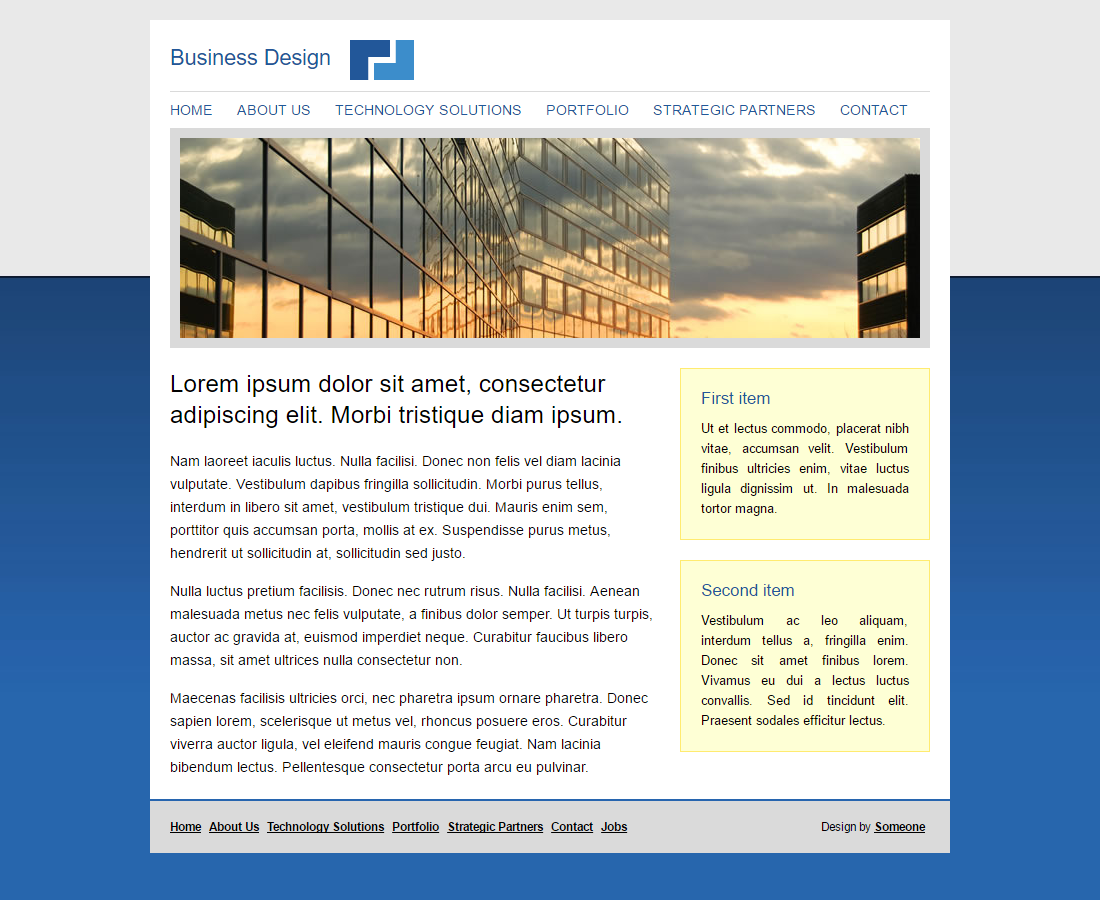 Business Design
HOME ABOUT US TECHNOLOGY SOLUTIONS PORTFOLIO STRATEGIC PARTNERS CONTACT
Lorem ipsum dolor sit amet, consectetur
adipiscing elit. Morbi tristique diam ipsum.
Nam laoreet iaculis luctus. Nulla facilisi. Donec non felis vel diam lacinia
vulputate. Vestibulum dapibus fringilla sollicitudin. Morbi purus tellus,
interdum in libero sit amet, vestibulum tristique dui. Mauris enim sem,
porttitor quis accumsan porta, mollis at ex. Suspendisse purus metus,
hendrerit ut sollicitudin at, sollicitudin sed justo.
Nulla luctus pretium facilisis. Donec nec rutrum risus. Nulla facilisi. Aenean
malesuada metus nec felis vulputate, a finibus dolor semper. Ut turpis turpis,
auctor ac gravida at, euismod imperdiet neque. Curabitur faucibus libero
massa, sit amet ultrices nulla consectetur non.
Maecenas facilisis ultricies orci, nec pharetra ipsum ornare pharetra. Donec
sapien lorem, scelerisque ut metus vel, rhoncus posuere eros. Curabitur
viverra auctor ligula, vel eleifend mauris congue feugiat. Nam lacinia
bibendum lectus. Pellentesque consectetur porta arcu eu pulvinar.
First item
Ut et lectus commodo, placerat nibh
vitae, accumsan velit. Vestibulum
finibus ultricies enim, vitae luctus
ligula dignissim ut. In malesuada
tortor magna.
Second item
Vestibulum ac leo aliquam,
interdum tellus a, fringilla enim.
Donec sit amet finibus lorem.
Vivamus eu dui a lectus luctus
convallis. Sed id tincidunt elit.
Praesent sodales efficitur lectus.
Home About Us Technology Solutions Portfolio Strategic Partners Contact Jobs
Design by Someone